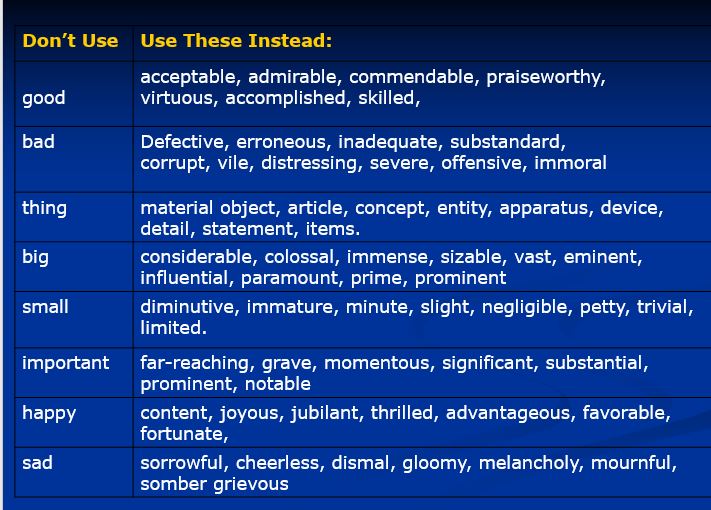 Don't Use Use These Instead:
acceptable, admirable, commendable, praiseworthy,
good virtuous, accomplished, skilled,
bad Defective, erroneous, inadequate, substandard,
corrupt, vile, distressing, severe, offensive, immoral
thing material object, article, concept, entity, apparatus, device,
detail, statement, items.
big considerable, colossal, immense, sizable, vast, eminent,
influential, paramount, prime, prominent
small diminutive, immature, minute, slight, negligible, petty, trivial,
limited.
important far-reaching, grave, momentous, significant, substantial,
prominent, notable
happy content, joyous, jubilant, thrilled, advantageous, favorable,
fortunate,
sad sorrowful, cheerless, dismal, gloomy, melancholy, mournful,
somber grievous